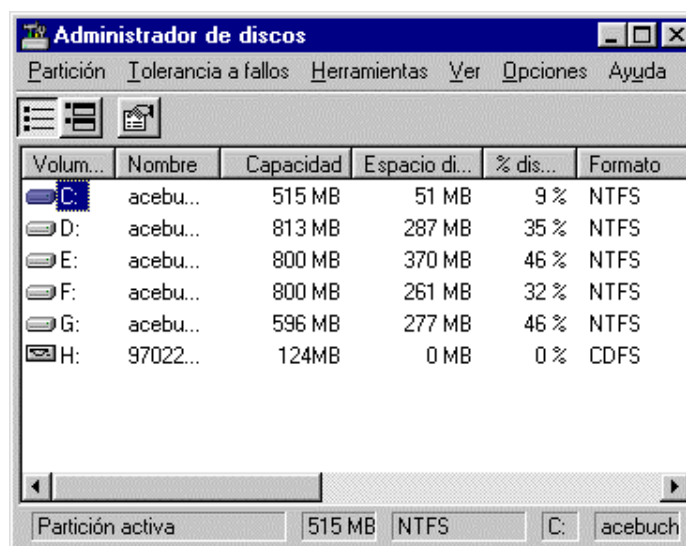 Administrador de discos
Partición Tolerancia a fallos Herramientas Ver Opciones Ayuda
Volum... Nombre Capacidad Espacio di... % dis... Formato
C: acebu... 515 MB 51 MB 9 % NTFS
D: acebu... 813 MB 287 MB 35 % NTFS
E: acebu... 800 MB 370 MB 46 % NTFS
F: acebu... 800 MB 261 MB 32 % NTFS
G: acebu... 596 MB 277 MB 46 % NTFS
H: 97022... 124MB 0 MB 0 % CDFS
Partición activa 515 MB NTFS C: acebuch